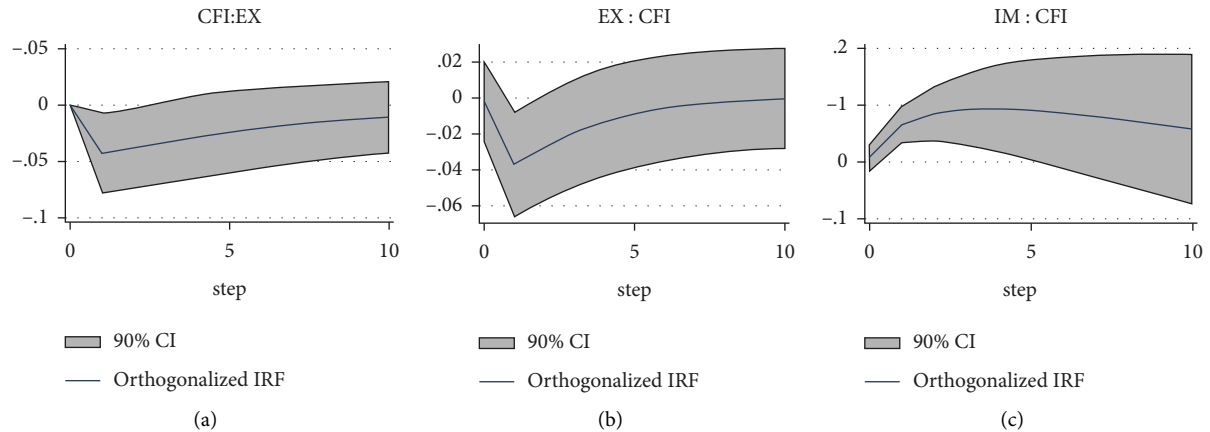 CFI:EX
−.05
0
−.05
−.1
0
5
10
step
90% CI
Orthogonalized IRF
(a)
EX : CFI
.02
0
−.02
−.04
−.06
0
5
10
step
90% CI
Orthogonalized IRF
(b)
IM : CFI
.2
−1
0
−.1
0
5
10
step
90% CI
Orthogonalized IRF
(c)